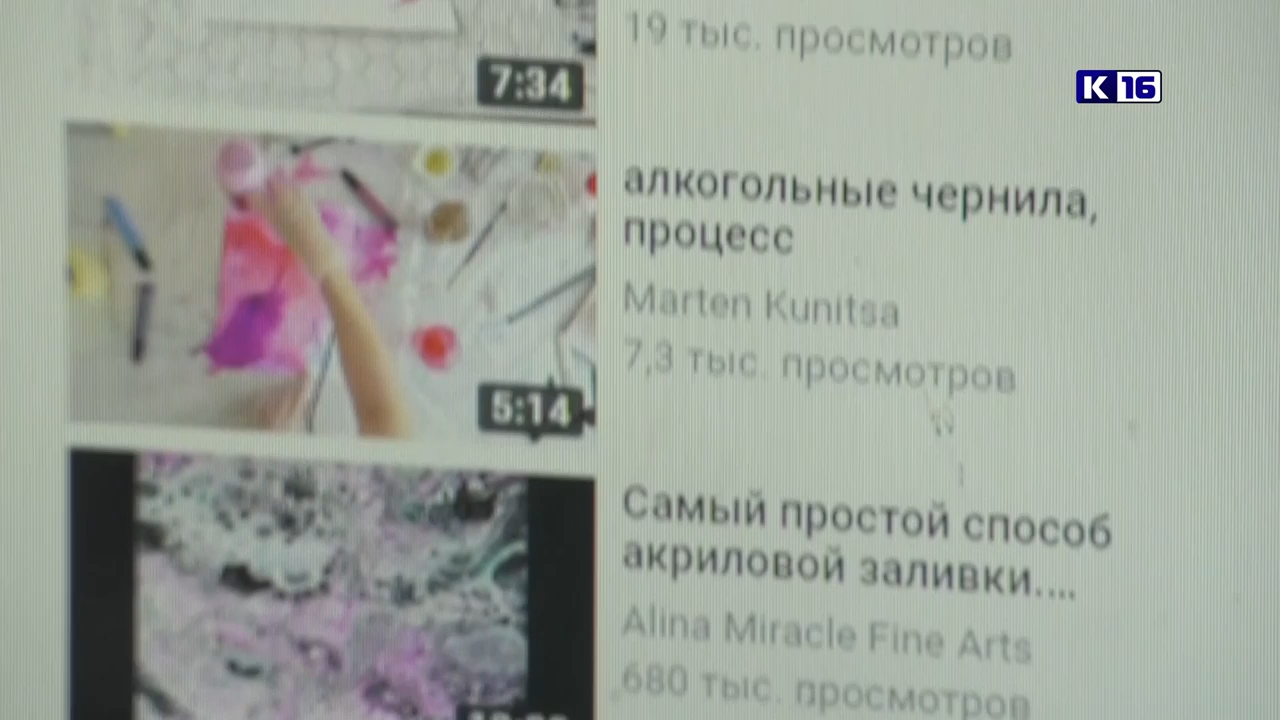 19 тыс. просмотров
7:34
K 16
алкогольные чернила,
процесс
Marten Kunitsa
7,3 тыс. просмотров
5:14
Самый простой способ
акриловой заливки....
Alina Miracle Fine Arts
680 тыс. просмотров